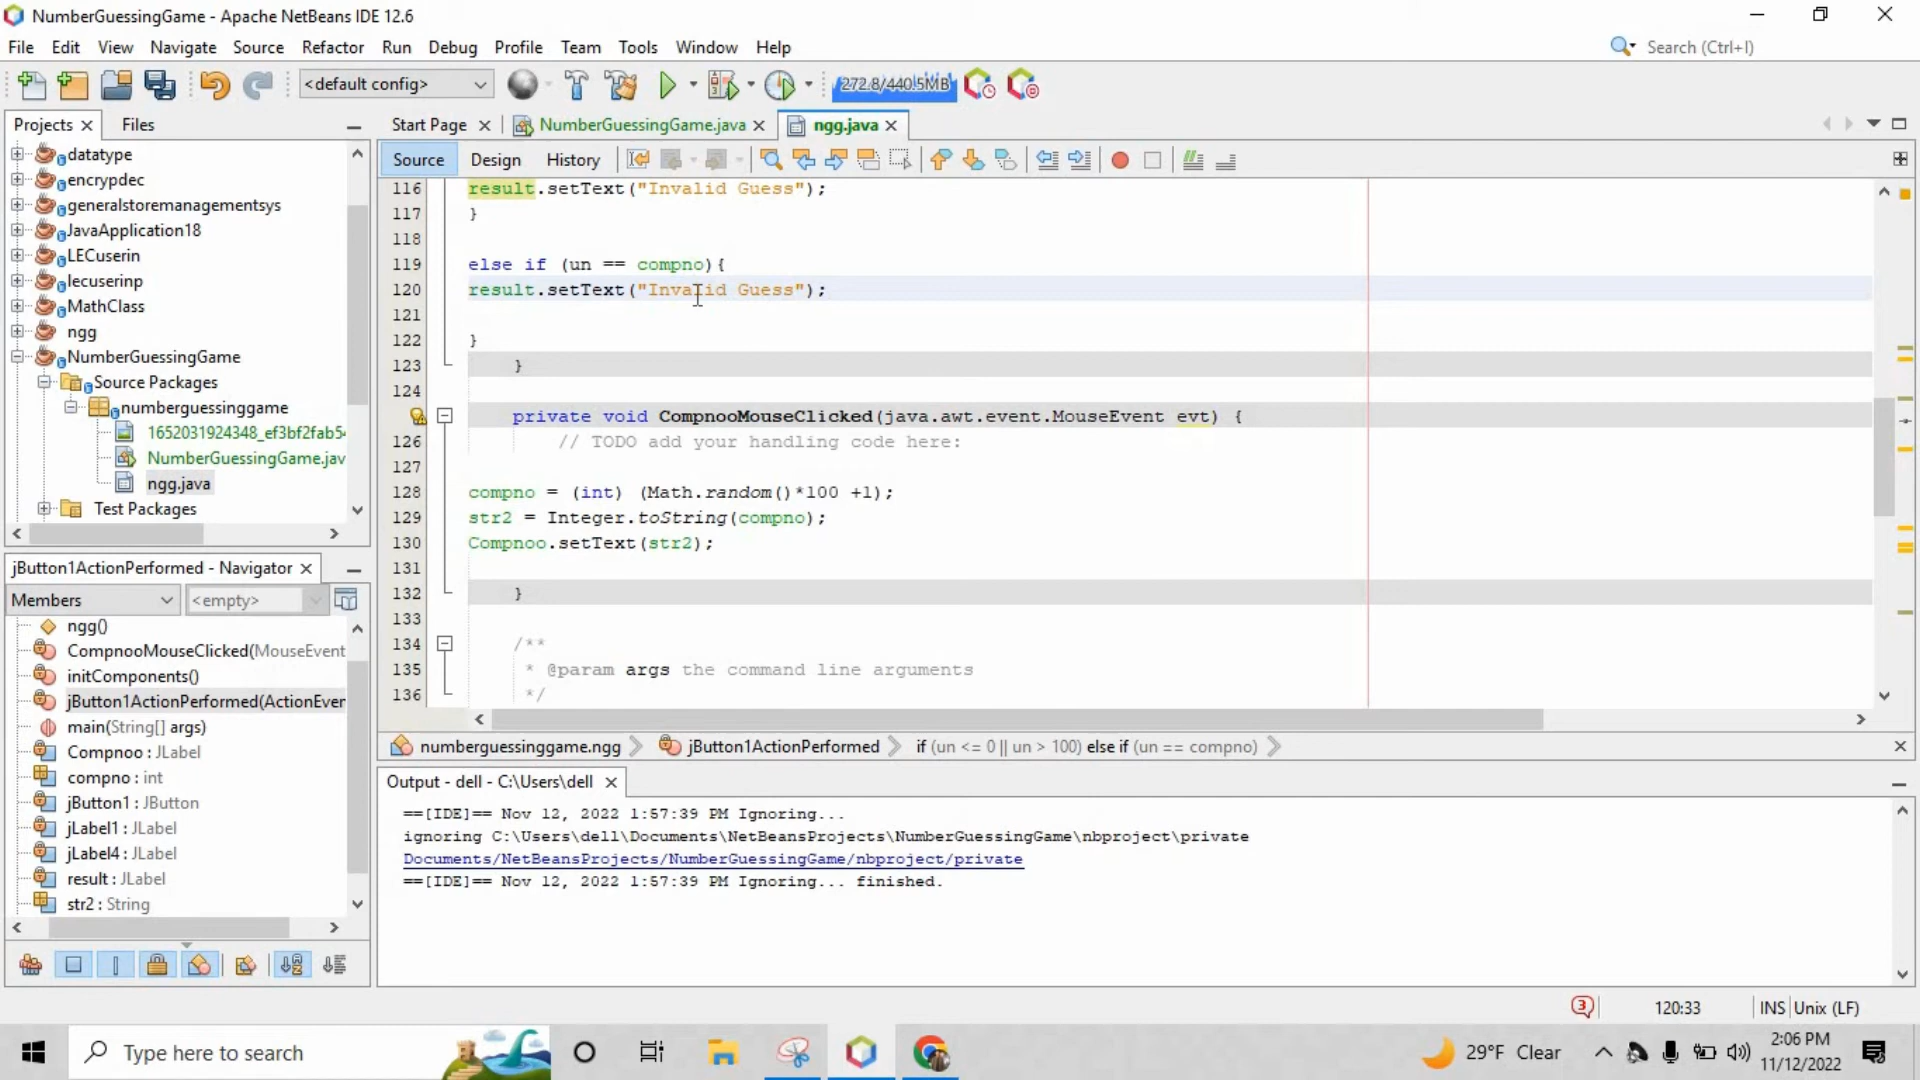 NumberGuessingGame - Apache NetBeans IDE 12.6
File Edit View Navigate Source Refactor Run Debug Profile Team Tools Window Help
Search (Ctrl+I)
<default config>
272.8/440.5MB
Projects Files
Start Page NumberGuessingGame.java ngg.java
datatype
encrypdec
generalstoremanagementsys
JavaApplication18
LECuserin
lecuserinp
MathClass
ngg
NumberGuessingGame
Source Packages
numberguessinggame
1652031924348_ef3bf2fab54
NumberGuessingGame.jav
ngg.java
Test Packages
Source Design History
116 result.setText("Invalid Guess");
117 }
118
119 else if (un == compno){
120 result.setText("Invalid Guess");
121
122 }
123 }
124
private void CompnooMouseClicked(java.awt.event.MouseEvent evt) {
126 // TODO add your handling code here:
127
128 compno = (int) (Math.random()*100 +1);
129 str2 = Integer.toString(compno);
130 Compnoo.setText(str2);
131
132 }
133
134 /**
135 * @param args the command line arguments
136 */
jButton1ActionPerformed - Navigator
Members <empty>
ngg()
CompnooMouseClicked(MouseEvent
initComponents()
jButton1ActionPerformed(ActionEver
main(String[] args)
Compnoo : JLabel
compno : int
jButton1 : JButton
jLabel1 : JLabel
jLabel4 : JLabel
result : JLabel
str2 : String
numberguessinggame.ngg jButton1ActionPerformed if (un <= 0 || un > 100) else if (un == compno)
Output - dell - C:\Users\dell
==[IDE]== Nov 12, 2022 1:57:39 PM Ignoring...
ignoring C:\Users\dell\Documents\NetBeansProjects\NumberGuessingGame\nbproject\private
Documents/NetBeansProjects/NumberGuessingGame/nbproject/private
==[IDE]== Nov 12, 2022 1:57:39 PM Ignoring... finished.
3 120:33 INS Unix (LF)
Type here to search
29°F Clear
2:06 PM
11/12/2022